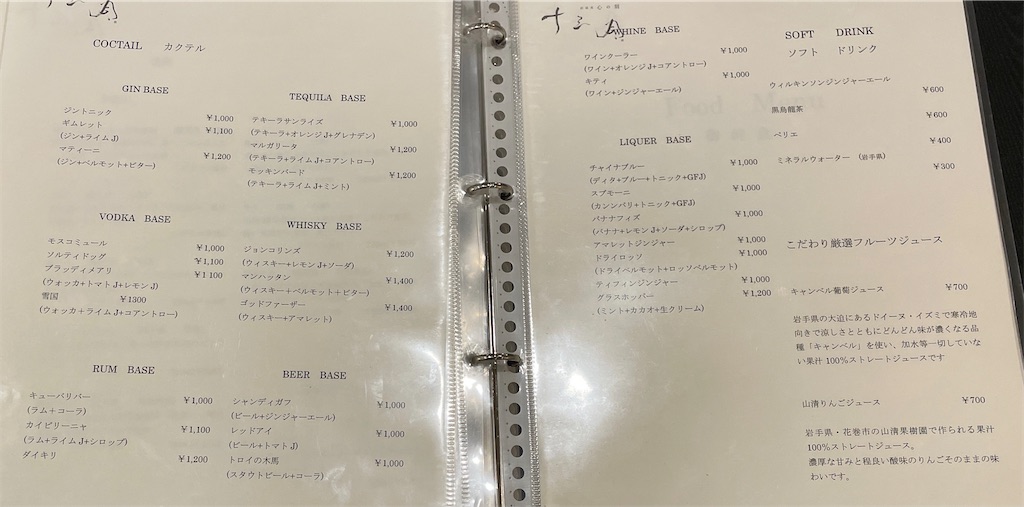 COCTAIL カクテル
GIN BASE
ジントニック ¥1,000
ギムレット ¥1,100
(ジン+ライムJ)
マティーニ ¥1,200
(ジン+ベルモット+ビター)
TEQUILA BASE
テキーラサンライズ ¥1,000
(テキーラ+オレンジJ+グレナデン)
マルガリータ ¥1,200
(テキーラ+ライムJ+コアントロー)
モッキンバード ¥1,200
(テキーラ+ライムJ+ミント)
VODKA BASE
モスコミュール ¥1,000
ソルティドッグ ¥1,100
ブラッディメアリ ¥1 100
(ウォッカ+トマトJ+レモンJ)
雪国 ¥1300
(ウォッカ+ライムJ+コアントロー)
WHISKY BASE
ジョンコリンズ ¥1,200
(ウィスキー+レモンJ+ソーダ)
マンハッタン ¥1,400
(ウィスキー+ベルモット+ビター)
ゴッドファーザー ¥1,400
(ウィスキー+アマレット)
RUM BASE
キューバリバー ¥1,000
(ラム+コーラ)
カイピリーニャ ¥1,100
(ラム+ライムJ+シロップ)
ダイキリ ¥1,200
BEER BASE
シャンディガフ ¥1,000
(ビール+ジンジャーエール)
レッドアイ ¥1,000
(ビール+トマトJ)
トロイの木馬 ¥1,000
(スタウトビール+コーラ)
WHINE BASE
ワインクーラー ¥1,000
(ワイン+オレンジJ+コアントロー)
キティ ¥1,000
(ワイン+ジンジャーエール)
LIQUER BASE
チャイナブルー ¥1,000
(ディタ+ブルー+トニック+GFJ)
スプモーニ ¥1,000
(カンンバリ+トニック+GFJ)
バナナフィズ ¥1,000
(バナナ+レモンJ+ソーダ+シロップ)
アマレットジンジャー ¥1,000
ドライロッソ ¥1,000
(ドライベルモット+ロッソベルモット)
ティフィンジンジャー ¥1,000
グラスホッパー ¥1,200
(ミント+カカオ+生クリーム)
SOFT DRINK
ソフト ドリンク
ウィルキンソンジンジャーエール ¥600
黒烏龍茶 ¥600
ペリエ ¥400
ミネラルウォーター (岩手県) ¥300
こだわり厳選フルーツジュース
キャンベル葡萄ジュース ¥700
岩手県の大迫にあるドイーヌ・イズミで寒冷地
向きで涼しさとともにどんどん味が濃くなる品
種「キャンベル」を使い、加水等一切していな
い果汁100%ストレートジュースです
山清りんごジュース ¥700
岩手県・花巻市の山清果樹園で作られる果汁
100%ストレートジュース。
濃厚な甘みと程良い酸味のりんごそのままの味
わいです。